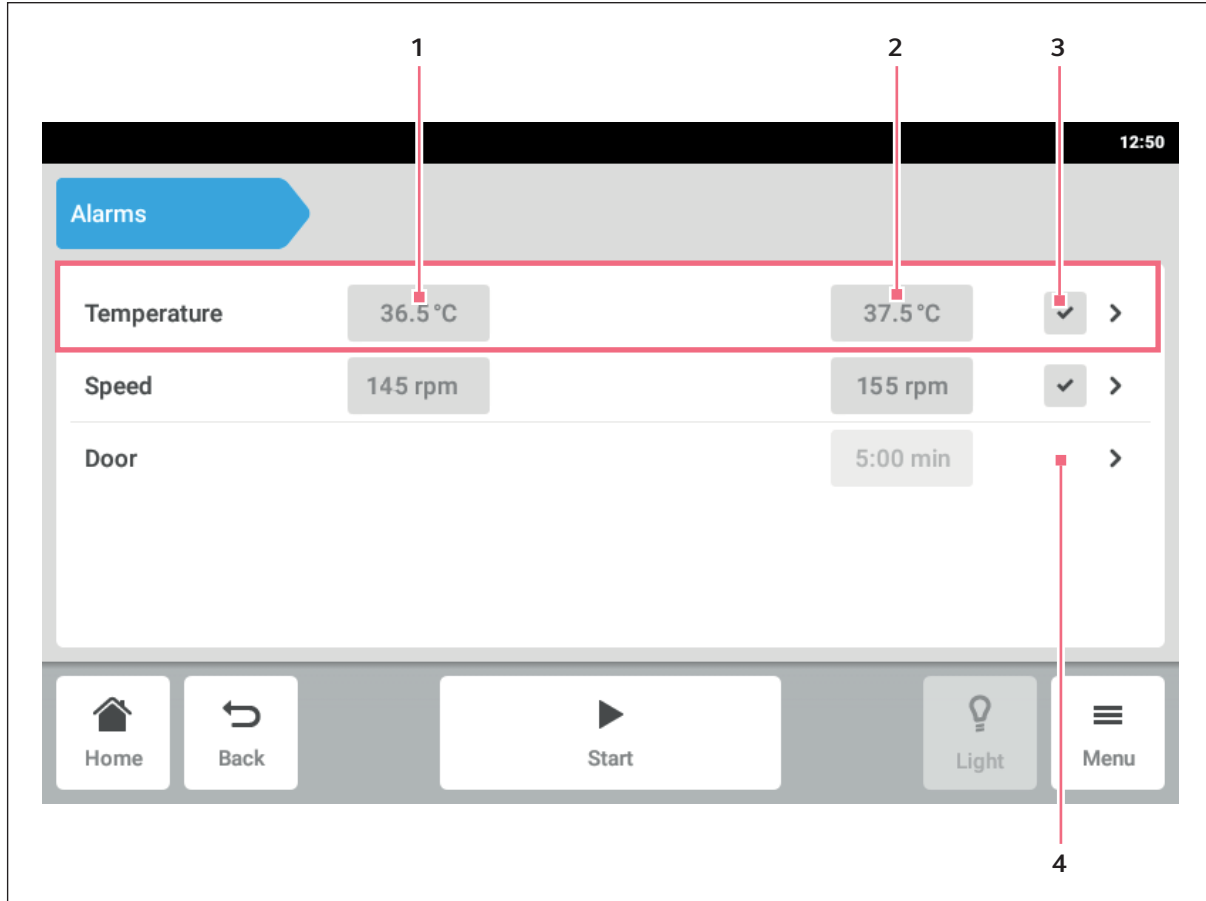 1 2 3
12:50
Alarms
Temperature 36.5 °C 37.5 °C
Speed 145 rpm 155 rpm
Door 5:00 min
Home Back Start Light Menu
4